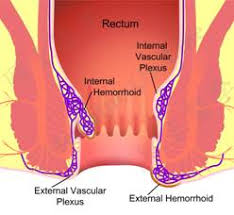 Rectum
Internal
Vascular
Plexus
Internal
Hemorrhoid
External Vascular
Plexus
External Hemorrhoid